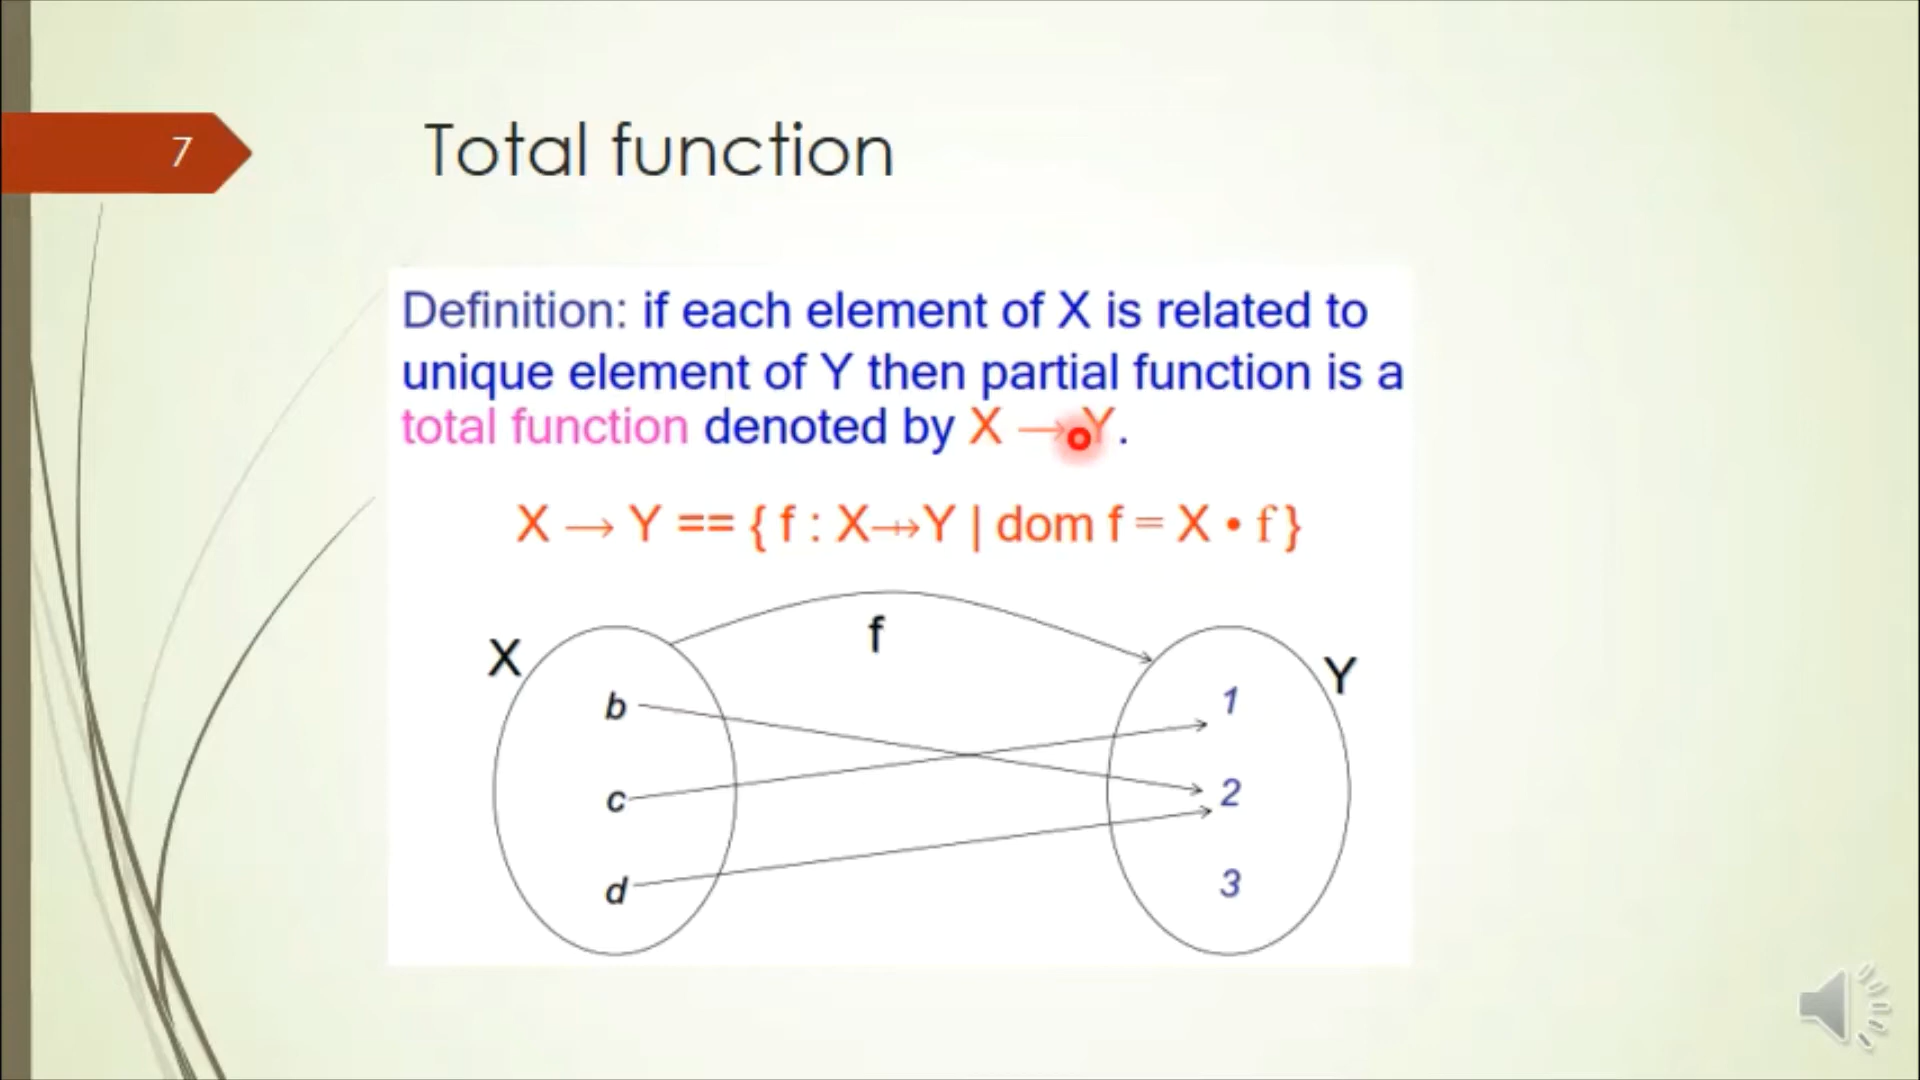 7
Total function
Definition: if each element of X is related to
unique element of Y then partial function is a
total function denoted by X → Y.
X → Y == { f : X ⇸ Y | dom f = X • f }
f
X
Y
b
c
d
1
2
3